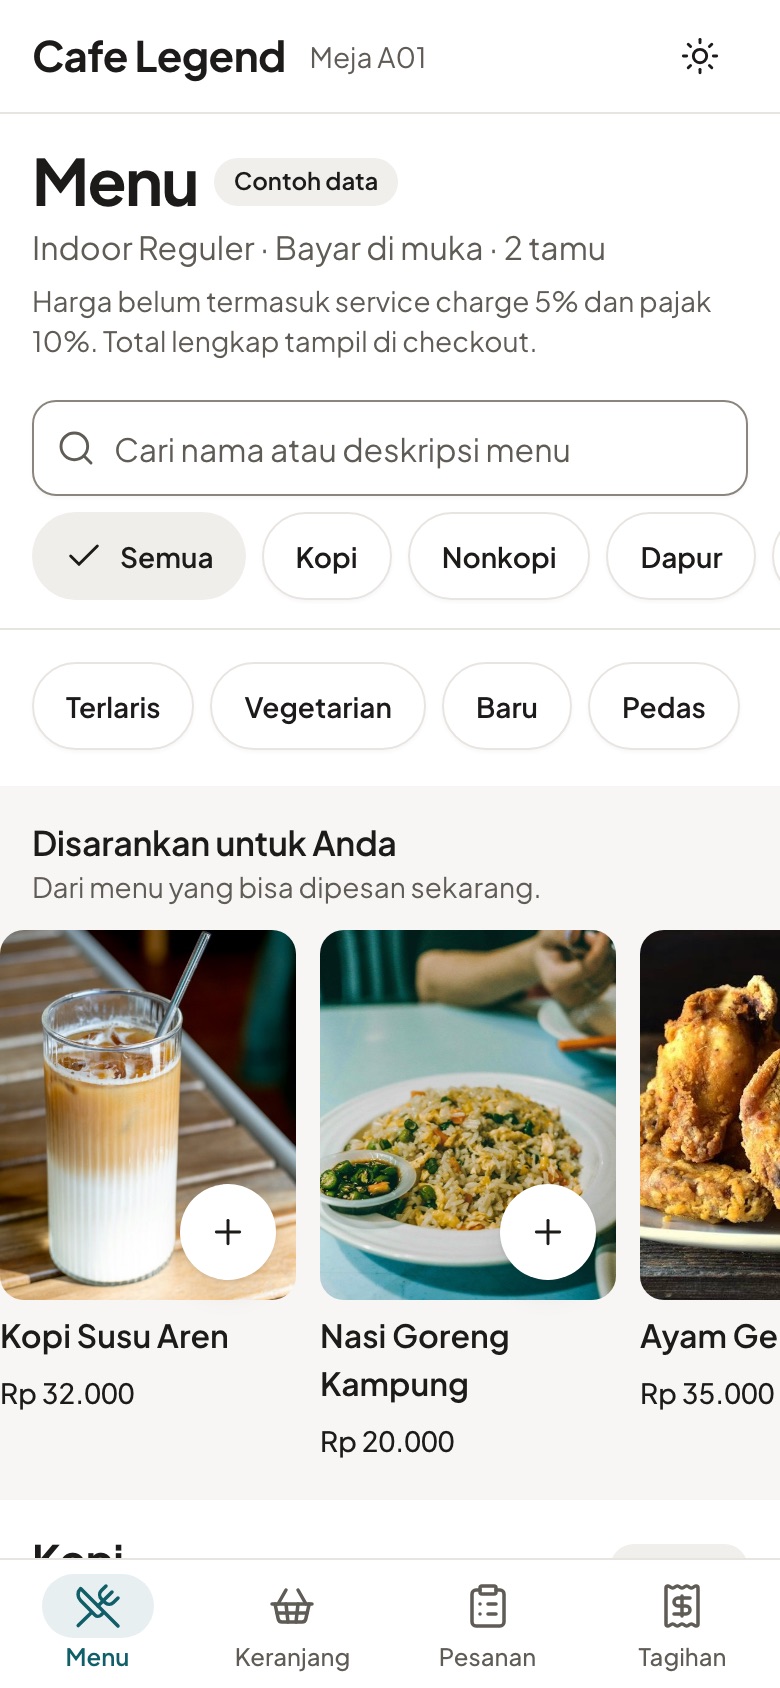 Cafe Legend Meja A01
Menu Contoh data
Indoor Reguler · Bayar di muka · 2 tamu
Harga belum termasuk service charge 5% dan pajak
10%. Total lengkap tampil di checkout.
Cari nama atau deskripsi menu
Semua Kopi Nonkopi Dapur
Terlaris Vegetarian Baru Pedas
Disarankan untuk Anda
Dari menu yang bisa dipesan sekarang.
Kopi Susu Aren
Rp 32.000
Nasi Goreng
Kampung
Rp 20.000
Ayam Ge
Rp 35.000
Kopi
Menu Keranjang Pesanan Tagihan